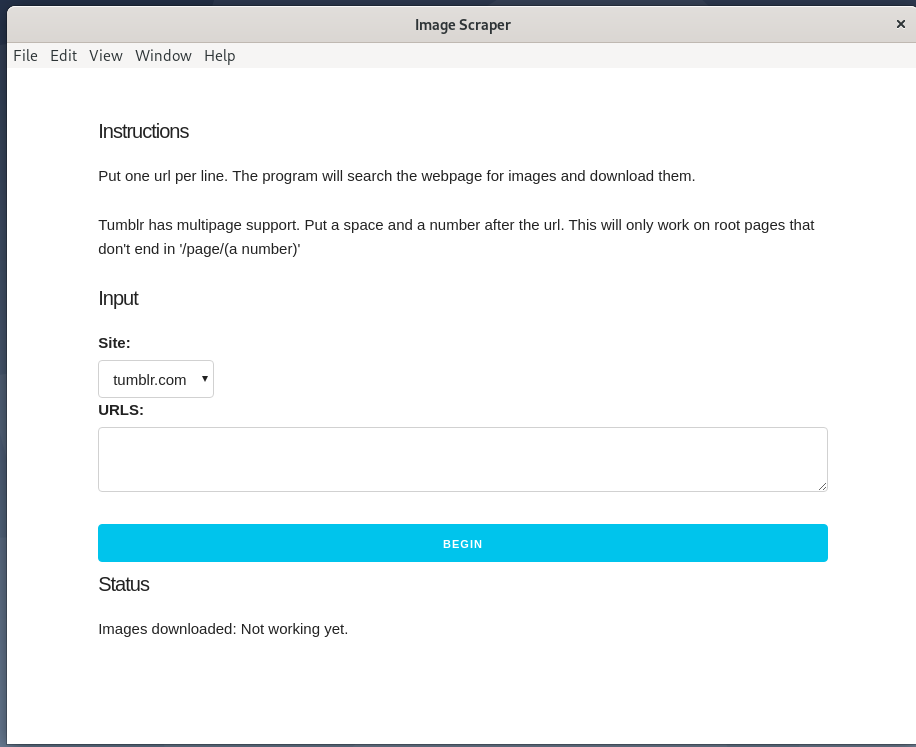 Image Scraper
×
File Edit View Window Help
Instructions
Put one url per line. The program will search the webpage for images and download them.
Tumblr has multipage support. Put a space and a number after the url. This will only work on root pages that
don't end in '/page/(a number)'
Input
Site:
tumblr.com
URLS:
BEGIN
Status
Images downloaded: Not working yet.